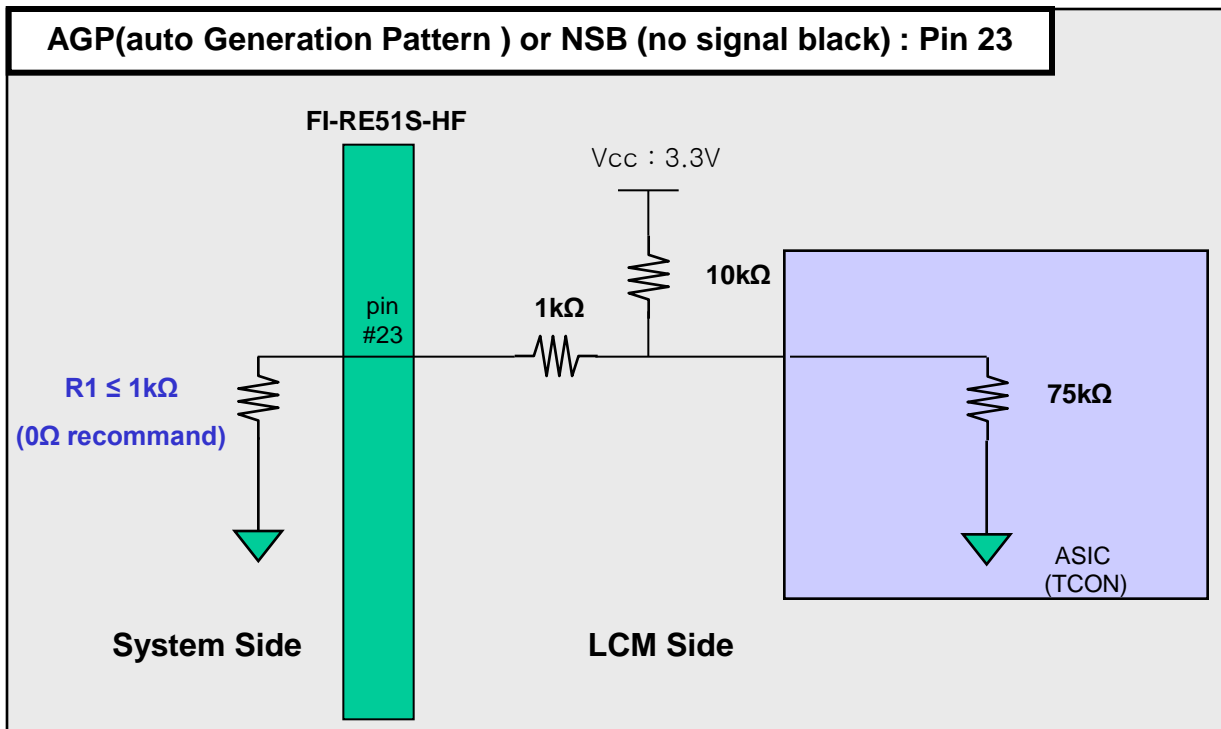 AGP(auto Generation Pattern ) or NSB (no signal black) : Pin 23
FI-RE51S-HF
Vcc : 3.3V
10kΩ
1kΩ
pin
#23
R1 ≤ 1kΩ
(0Ω recommand)
75kΩ
ASIC
(TCON)
System Side
LCM Side